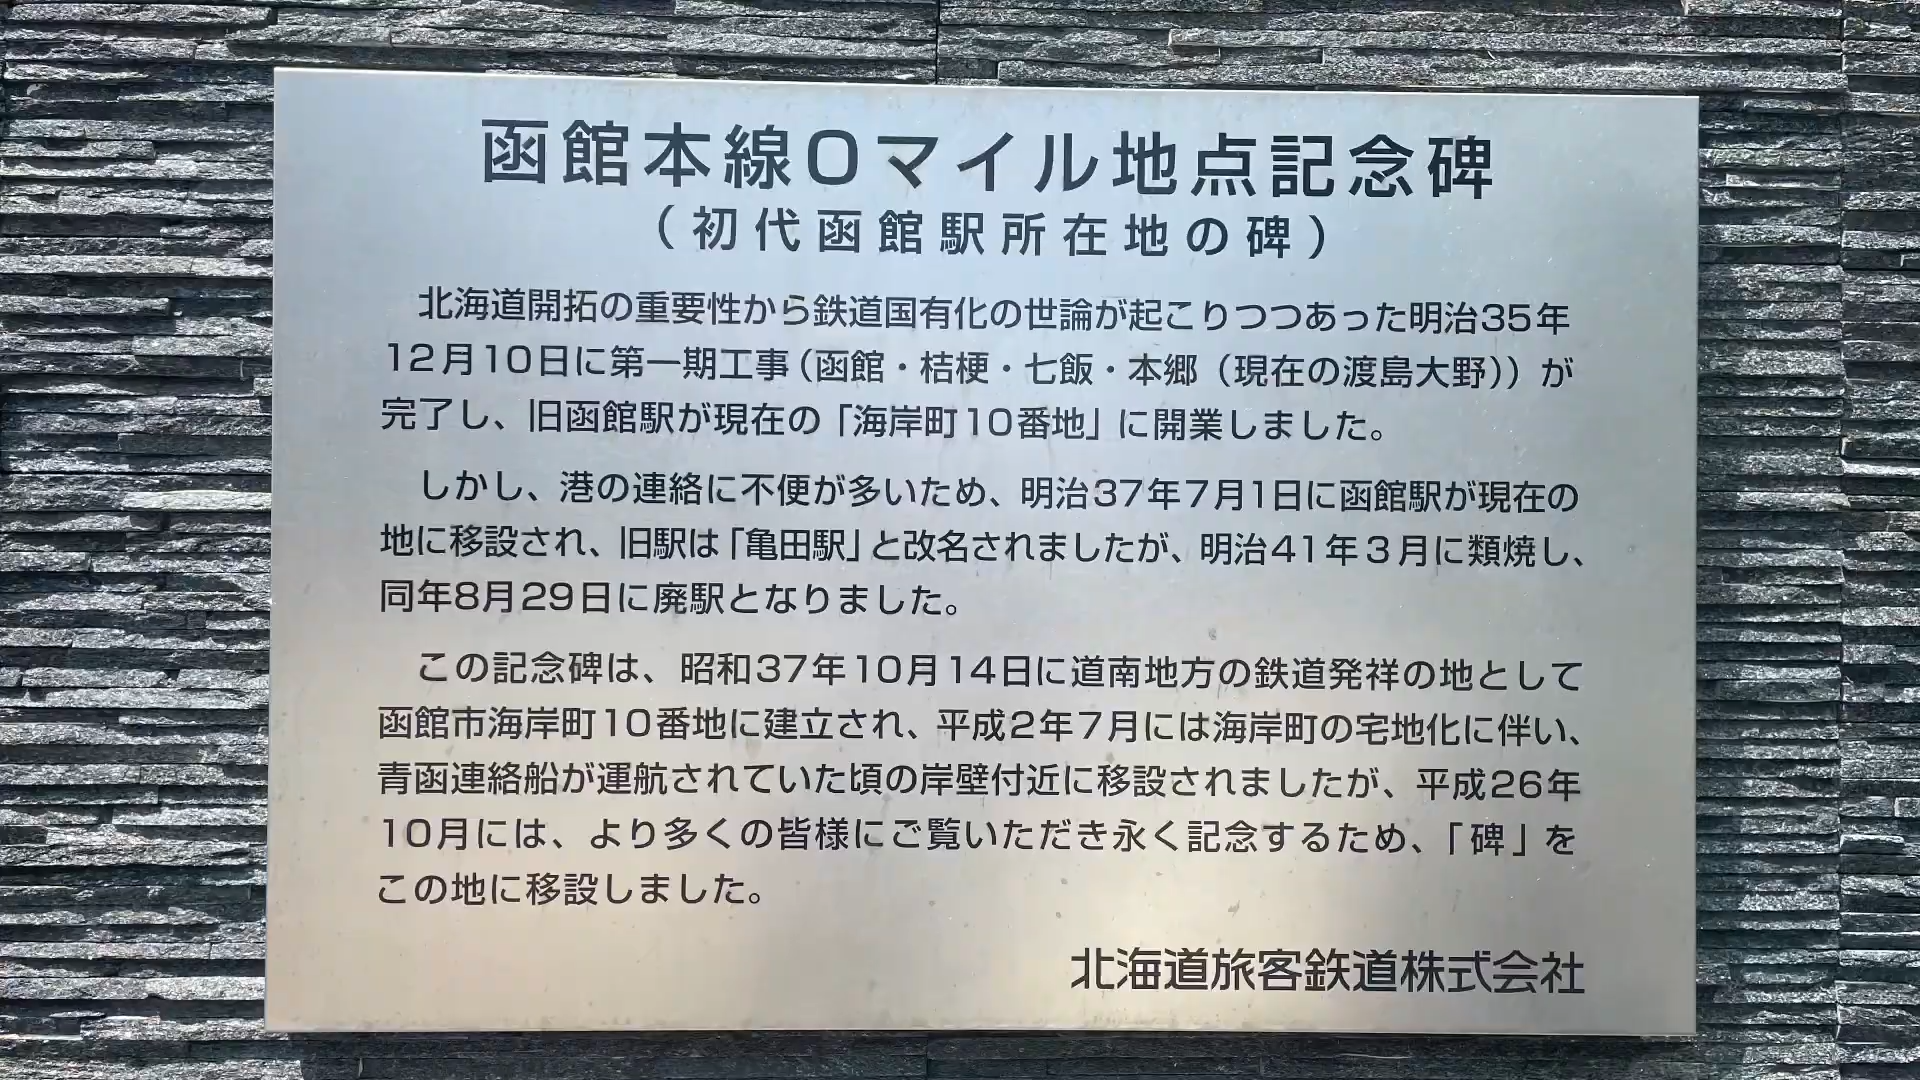 函館本線0マイル地点記念碑
（初代函館駅所在地の碑）
北海道開拓の重要性から鉄道国有化の世論が起こりつつあった明治35年
12月10日に第一期工事（函館・桔梗・七飯・本郷（現在の渡島大野））が
完了し、旧函館駅が現在の「海岸町10番地」に開業しました。
しかし、港の連絡に不便が多いため、明治37年7月1日に函館駅が現在の
地に移設され、旧駅は「亀田駅」と改名されましたが、明治41年3月に類焼し、
同年8月29日に廃駅となりました。
この記念碑は、昭和37年10月14日に道南地方の鉄道発祥の地として
函館市海岸町10番地に建立され、平成2年7月には海岸町の宅地化に伴い、
青函連絡船が運航されていた頃の岸壁付近に移設されましたが、平成26年
10月には、より多くの皆様にご覧いただき永く記念するため、「碑」を
この地に移設しました。
北海道旅客鉄道株式会社